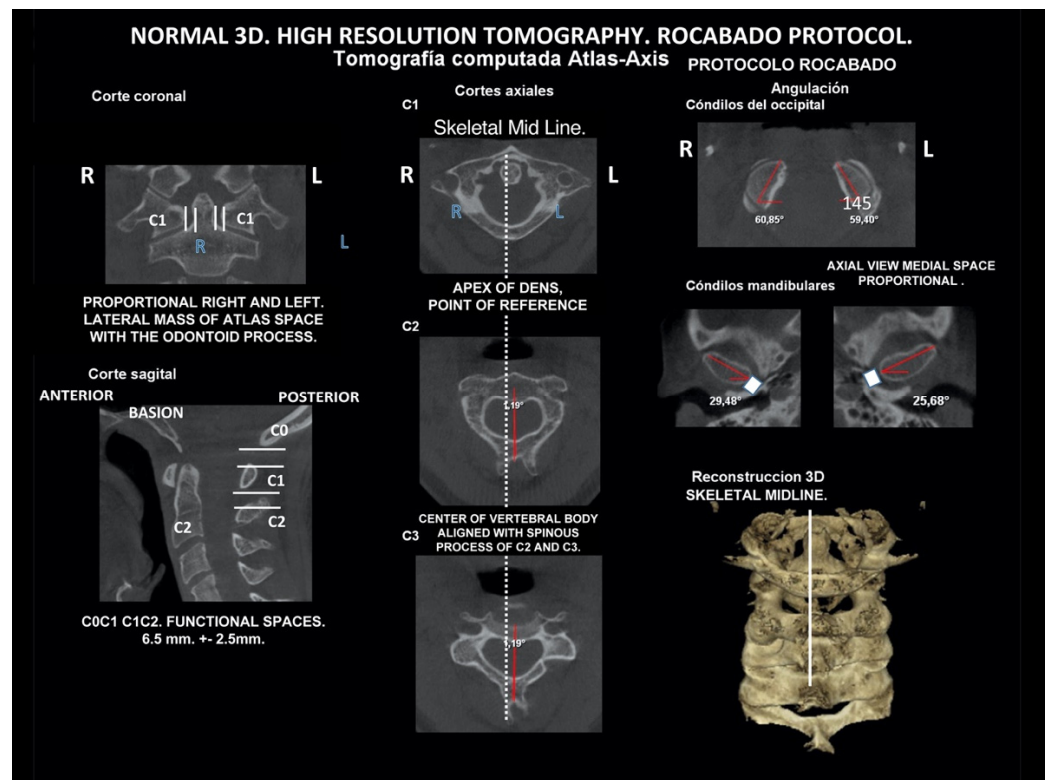 NORMAL 3D. HIGH RESOLUTION TOMOGRAPHY. ROCABADO PROTOCOL.
Tomografía computada Atlas-Axis
PROTOCOLO ROCABADO
Corte coronal
R
L
C1
C1
R
L
PROPORTIONAL RIGHT AND LEFT.
LATERAL MASS OF ATLAS SPACE
WITH THE ODONTOID PROCESS.
Corte sagital
ANTERIOR
POSTERIOR
BASION
C0
C1
C2
C2
C0C1 C1C2. FUNCTIONAL SPACES.
6.5 mm. +- 2.5mm.
Cortes axiales
C1
Skeletal Mid Line.
R
L
R
L
APEX OF DENS,
POINT OF REFERENCE
C2
1,19°
CENTER OF VERTEBRAL BODY
ALIGNED WITH SPINOUS
PROCESS OF C2 AND C3.
C3
1,19°
Angulación
Cóndilos del occipital
R
L
145
60,85°
59,40°
AXIAL VIEW MEDIAL SPACE
PROPORTIONAL .
Cóndilos mandibulares
29,48°
25,68°
Reconstruccion 3D
SKELETAL MIDLINE.